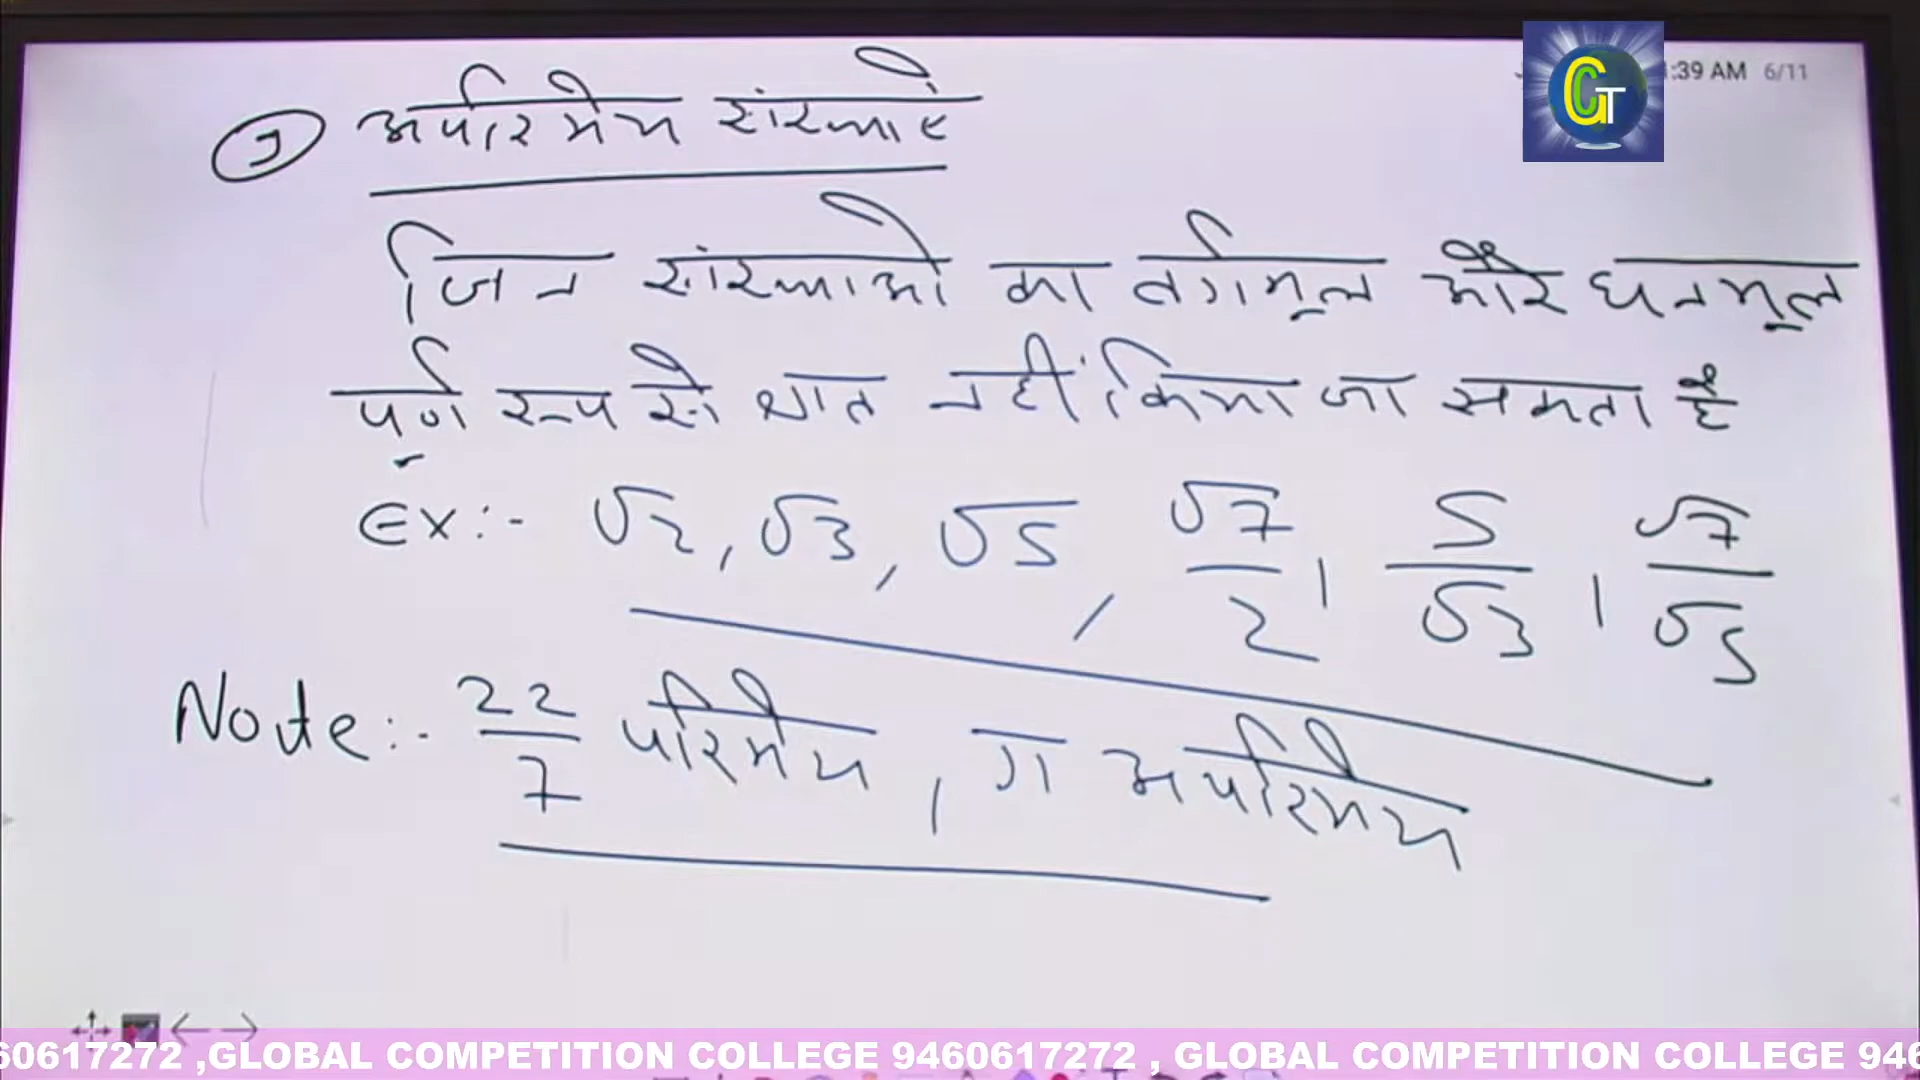 ③ अपरिमेय संख्याऐ
जिन संख्याओ का वर्गमूल और घनमूल
पूर्ण रूप से ज्ञात नहीं किया जा सकता है
Ex:- √2, √3, √5, √7/2, 5/√3, √7/√5
Note:- 22/7 परिमेय, π अपरिमेय
GT
:39 AM 6/11
60617272 ,GLOBAL COMPETITION COLLEGE 9460617272 , GLOBAL COMPETITION COLLEGE 946